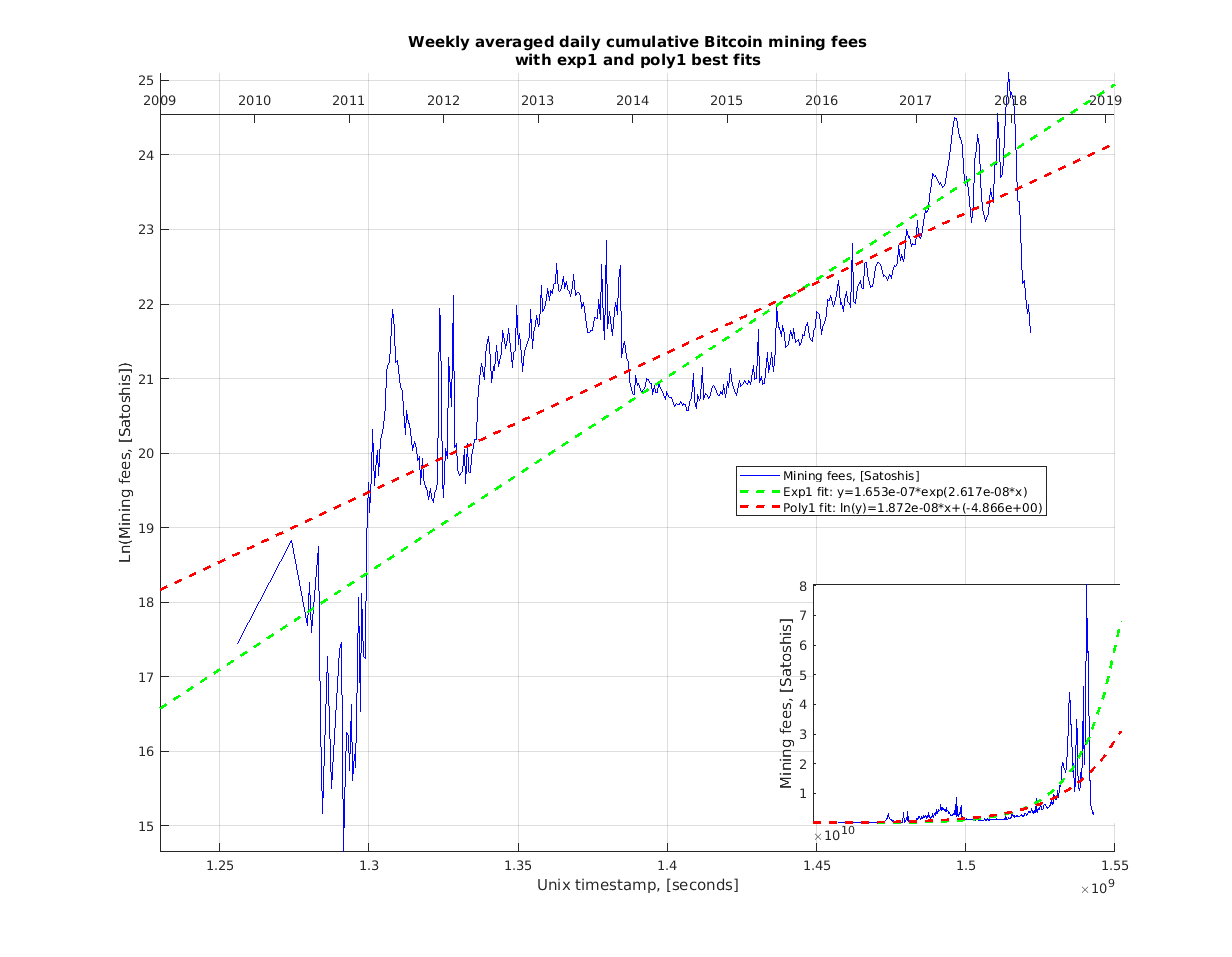 Weekly averaged daily cumulative Bitcoin mining fees
with exp1 and poly1 best fits
25
2009 2010 2011 2012 2013 2014 2015 2016 2017 2018 2019
24
23
22
21
20
19
18
17
16
15
Ln(Mining fees, [Satoshis])
Mining fees, [Satoshis]
Exp1 fit: y=1.653e-07*exp(2.617e-08*x)
Poly1 fit: ln(y)=1.872e-08*x+(-4.866e+00)
8
7
6
5
4
3
2
1
Mining fees, [Satoshis]
×10^10
1.25 1.3 1.35 1.4 1.45 1.5 1.55
Unix timestamp, [seconds]
×10^9